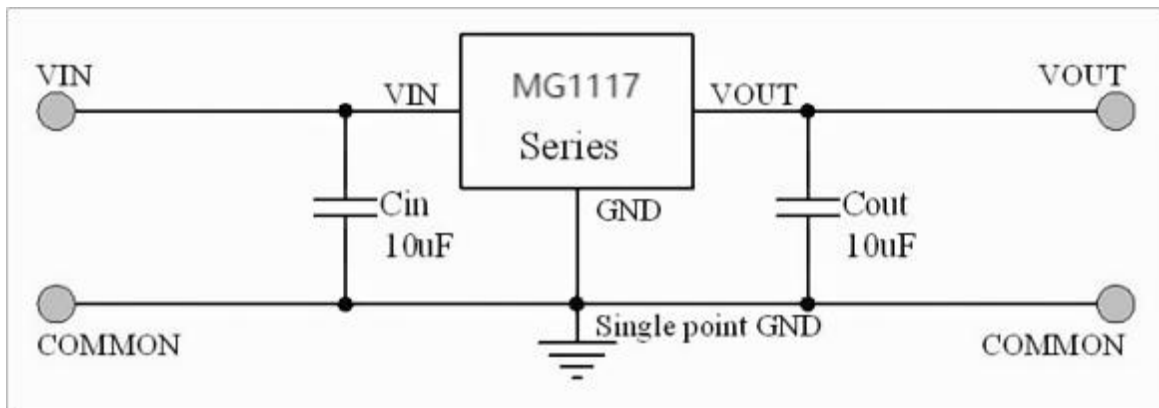 VIN
VIN
MG1117
Series
VOUT
VOUT
Cin
10uF
GND
Cout
10uF
COMMON
Single point GND
COMMON